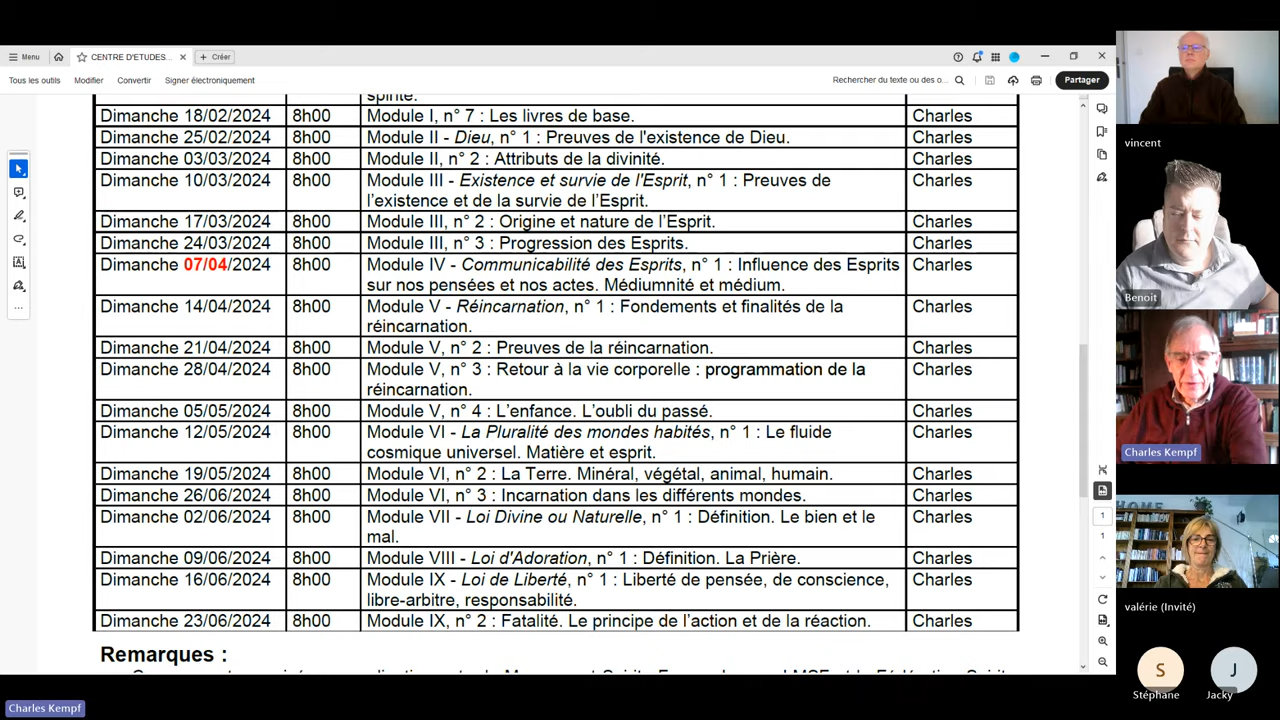 Menu
CENTRE D'ETUDES...
Créer
Tous les outils
Modifier
Convertir
Signer électroniquement
Rechercher du texte ou des o...
Partager
spirite.
Dimanche 18/02/2024 8h00 Module I, n° 7 : Les livres de base. Charles
Dimanche 25/02/2024 8h00 Module II - Dieu, n° 1 : Preuves de l'existence de Dieu. Charles
Dimanche 03/03/2024 8h00 Module II, n° 2 : Attributs de la divinité. Charles
Dimanche 10/03/2024 8h00 Module III - Existence et survie de l'Esprit, n° 1 : Preuves de Charles
l'existence et de la survie de l'Esprit.
Dimanche 17/03/2024 8h00 Module III, n° 2 : Origine et nature de l'Esprit. Charles
Dimanche 24/03/2024 8h00 Module III, n° 3 : Progression des Esprits. Charles
Dimanche 07/04/2024 8h00 Module IV - Communicabilité des Esprits, n° 1 : Influence des Esprits Charles
sur nos pensées et nos actes. Médiumnité et médium.
Dimanche 14/04/2024 8h00 Module V - Réincarnation, n° 1 : Fondements et finalités de la Charles
réincarnation.
Dimanche 21/04/2024 8h00 Module V, n° 2 : Preuves de la réincarnation. Charles
Dimanche 28/04/2024 8h00 Module V, n° 3 : Retour à la vie corporelle : programmation de la Charles
réincarnation.
Dimanche 05/05/2024 8h00 Module V, n° 4 : L'enfance. L'oubli du passé. Charles
Dimanche 12/05/2024 8h00 Module VI - La Pluralité des mondes habités, n° 1 : Le fluide Charles
cosmique universel. Matière et esprit.
Dimanche 19/05/2024 8h00 Module VI, n° 2 : La Terre. Minéral, végétal, animal, humain. Charles
Dimanche 26/06/2024 8h00 Module VI, n° 3 : Incarnation dans les différents mondes. Charles
Dimanche 02/06/2024 8h00 Module VII - Loi Divine ou Naturelle, n° 1 : Définition. Le bien et le Charles
mal.
Dimanche 09/06/2024 8h00 Module VIII - Loi d'Adoration, n° 1 : Définition. La Prière. Charles
Dimanche 16/06/2024 8h00 Module IX - Loi de Liberté, n° 1 : Liberté de pensée, de conscience, Charles
libre-arbitre, responsabilité.
Dimanche 23/06/2024 8h00 Module IX, n° 2 : Fatalité. Le principe de l'action et de la réaction. Charles
Remarques :
1
1
vincent
Benoit
Charles Kempf
HOME
valérie (Invité)
S
Stéphane
J
Jacky
Charles Kempf